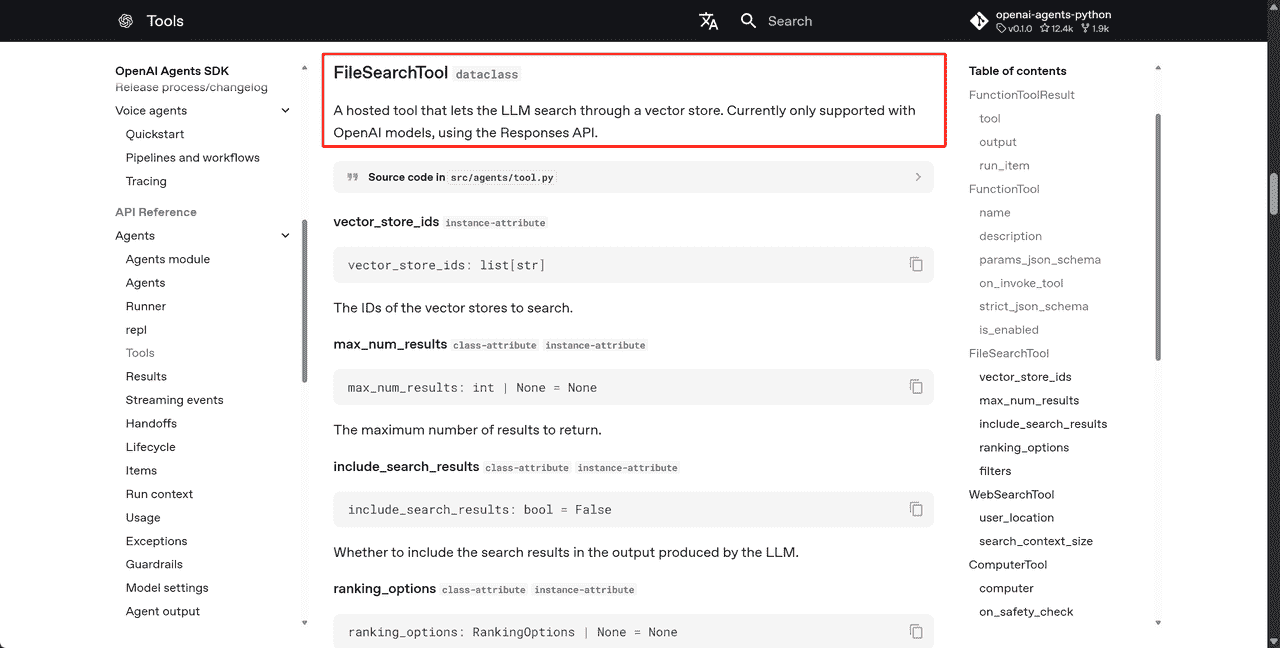 Tools
Search
openai-agents-python
v0.1.0 12.4k 1.9k
OpenAI Agents SDK
Release process/changelog
Voice agents
Quickstart
Pipelines and workflows
Tracing
API Reference
Agents
Agents module
Agents
Runner
repl
Tools
Results
Streaming events
Handoffs
Lifecycle
Items
Run context
Usage
Exceptions
Guardrails
Model settings
Agent output
FileSearchTool dataclass
A hosted tool that lets the LLM search through a vector store. Currently only supported with
OpenAI models, using the Responses API.
Source code in src/agents/tool.py
vector_store_ids instance-attribute
vector_store_ids: list[str]
The IDs of the vector stores to search.
max_num_results class-attribute instance-attribute
max_num_results: int | None = None
The maximum number of results to return.
include_search_results class-attribute instance-attribute
include_search_results: bool = False
Whether to include the search results in the output produced by the LLM.
ranking_options class-attribute instance-attribute
ranking_options: RankingOptions | None = None
Table of contents
FunctionToolResult
tool
output
run_item
FunctionTool
name
description
params_json_schema
on_invoke_tool
strict_json_schema
is_enabled
FileSearchTool
vector_store_ids
max_num_results
include_search_results
ranking_options
filters
WebSearchTool
user_location
search_context_size
ComputerTool
computer
on_safety_check